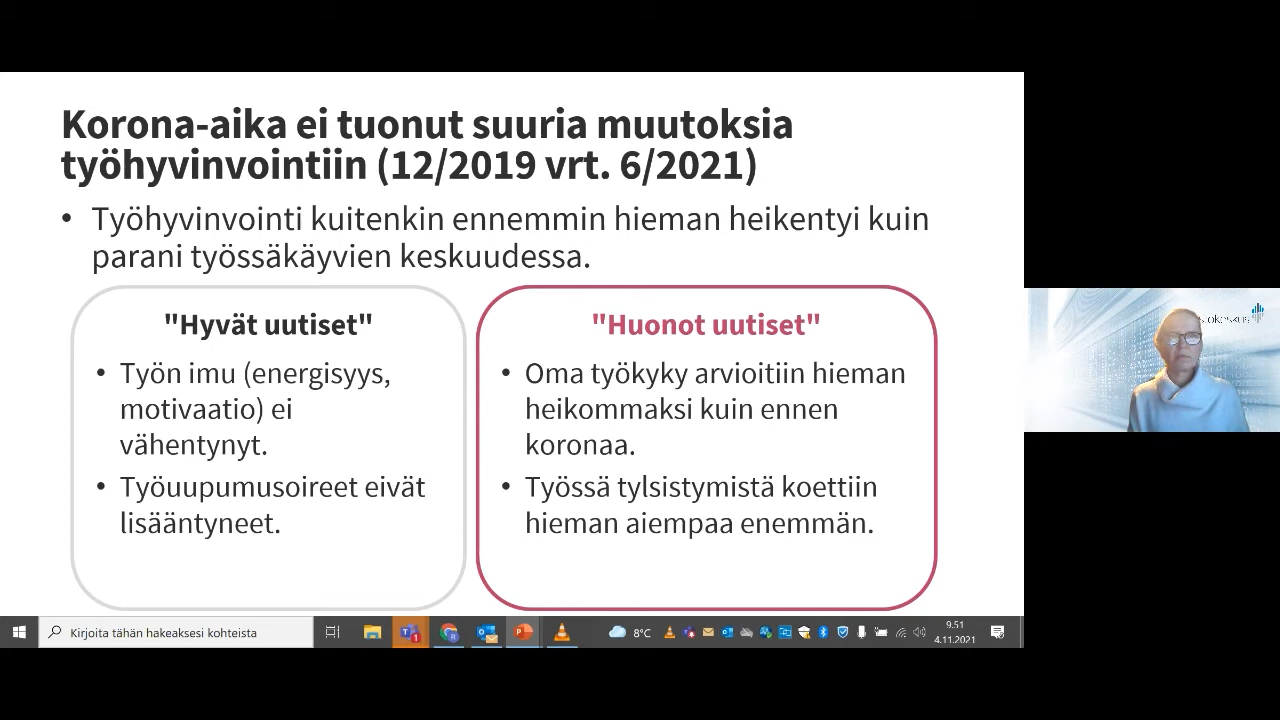 Korona-aika ei tuonut suuria muutoksia
työhyvinvointiin (12/2019 vrt. 6/2021)
• Työhyvinvointi kuitenkin ennemmin hieman heikentyi kuin
parani työssäkäyvien keskuudessa.
"Hyvät uutiset"
• Työn imu (energisyys,
motivaatio) ei
vähentynyt.
• Työuupumusoireet eivät
lisääntyneet.
"Huonot uutiset"
• Oma työkyky arvioitiin hieman
heikommaksi kuin ennen
koronaa.
• Työssä tylsistymistä koettiin
hieman aiempaa enemmän.
Kirjoita tähän hakeaksesi kohteista
8°C
9.51
4.11.2021